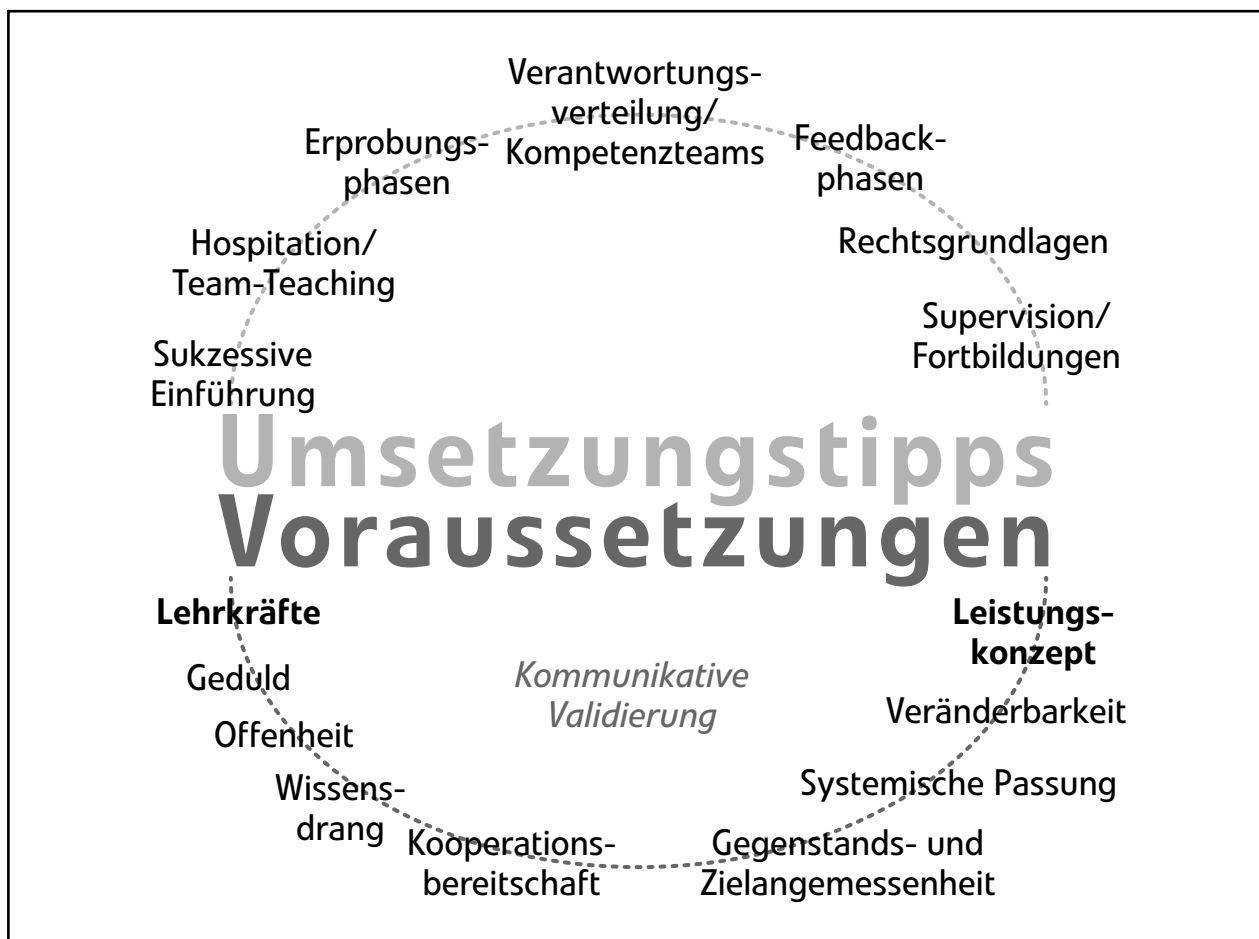 Verantwortungs-
verteilung/
Kompetenzteams
Erprobungs-
phasen
Feedback-
phasen
Hospitation/
Team-Teaching
Rechtsgrundlagen
Supervision/
Fortbildungen
Sukzessive
Einführung
Umsetzungstipps
Voraussetzungen
Lehrkräfte
Geduld
Offenheit
Wissens-
drang
Kooperations-
bereitschaft
Kommunikative
Validierung
Leistungs-
konzept
Veränderbarkeit
Systemische Passung
Gegenstands- und
Zielangemessenheit